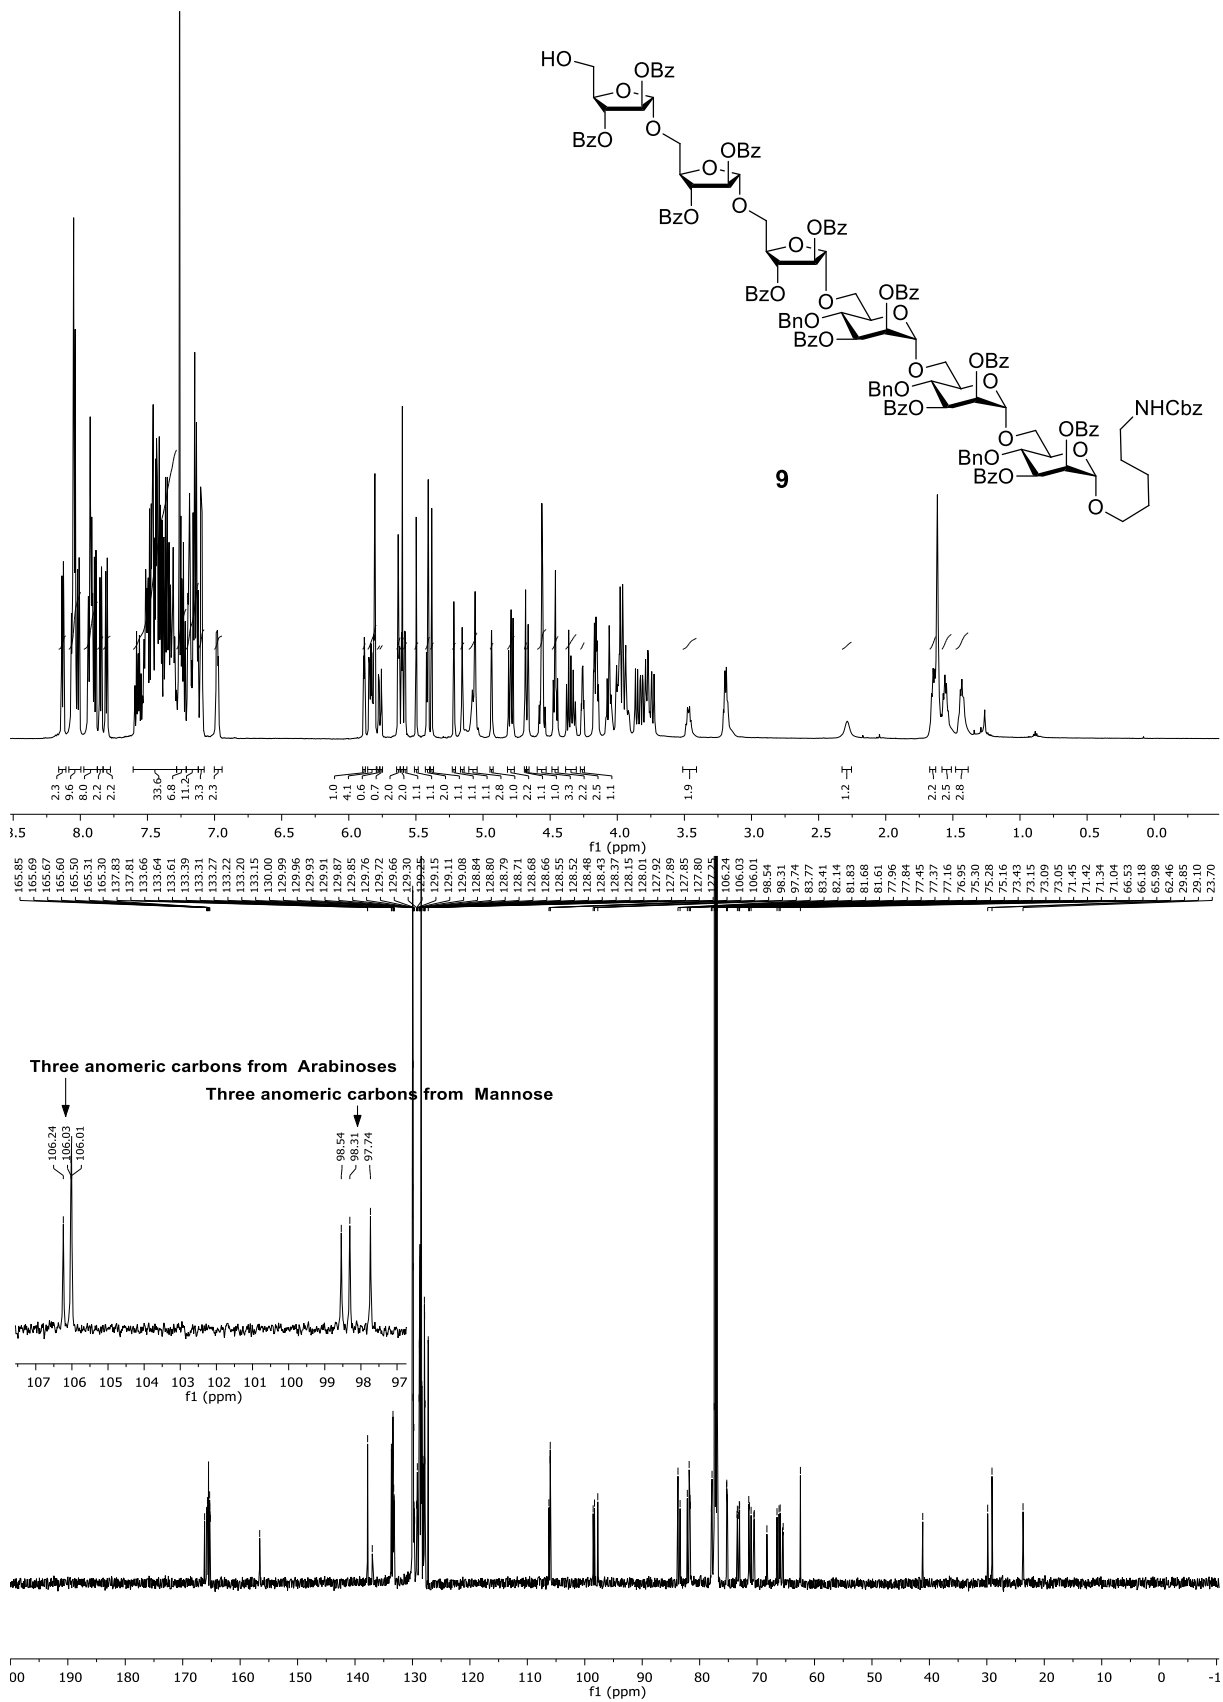 HO
O
OBz
BzO
O
O
OBz
BzO
O
O
OBz
BzO
O
OBz
O
BnO
BzO
O
OBz
O
BnO
BzO
NHCbz
O
OBz
O
BnO
BzO
O
9
2.3 9.6 8.0 2.2 2.2 33.6 6.8 11.2 3.3 2.3 1.0 4.1 0.6 0.7 2.0 2.0 1.1 1.1 2.0 1.1 1.1 1.1 2.8 1.0 2.2 1.1 1.0 3.3 2.2 2.5 1.1 1.9 1.2 2.2 2.5 2.8
3.5 8.0 7.5 7.0 6.5 6.0 5.5 5.0 4.5 4.0 3.5 3.0 2.5 2.0 1.5 1.0 0.5 0.0
f1 (ppm)
165.85 165.69 165.67 165.60 165.50 165.31 165.30 137.83 137.81 133.66 133.64 133.61 133.39 133.31 133.27 133.22 133.20 133.15 130.00 129.99 129.96 129.93 129.91 129.87 129.85 129.76 129.72 129.66 129.30 129.25 129.15 129.11 129.08 128.84 128.80 128.79 128.71 128.68 128.66 128.55 128.52 128.48 128.43 128.37 128.15 128.01 127.92 127.89 127.85 127.80 127.25 106.24 106.03 106.01 98.54 98.31 97.74 83.77 83.41 82.14 81.83 81.68 81.61 77.96 77.84 77.45 77.37 77.16 76.95 75.30 75.28 75.16 73.43 73.15 73.09 73.05 71.45 71.42 71.34 71.04 66.53 66.18 65.98 62.46 29.85 29.10 23.70
Three anomeric carbons from Arabinoses
Three anomeric carbons from Mannose
106.24 106.03 106.01 98.54 98.31 97.74
107 106 105 104 103 102 101 100 99 98 97
f1 (ppm)
00 190 180 170 160 150 140 130 120 110 100 90 80 70 60 50 40 30 20 10 0 -1
f1 (ppm)